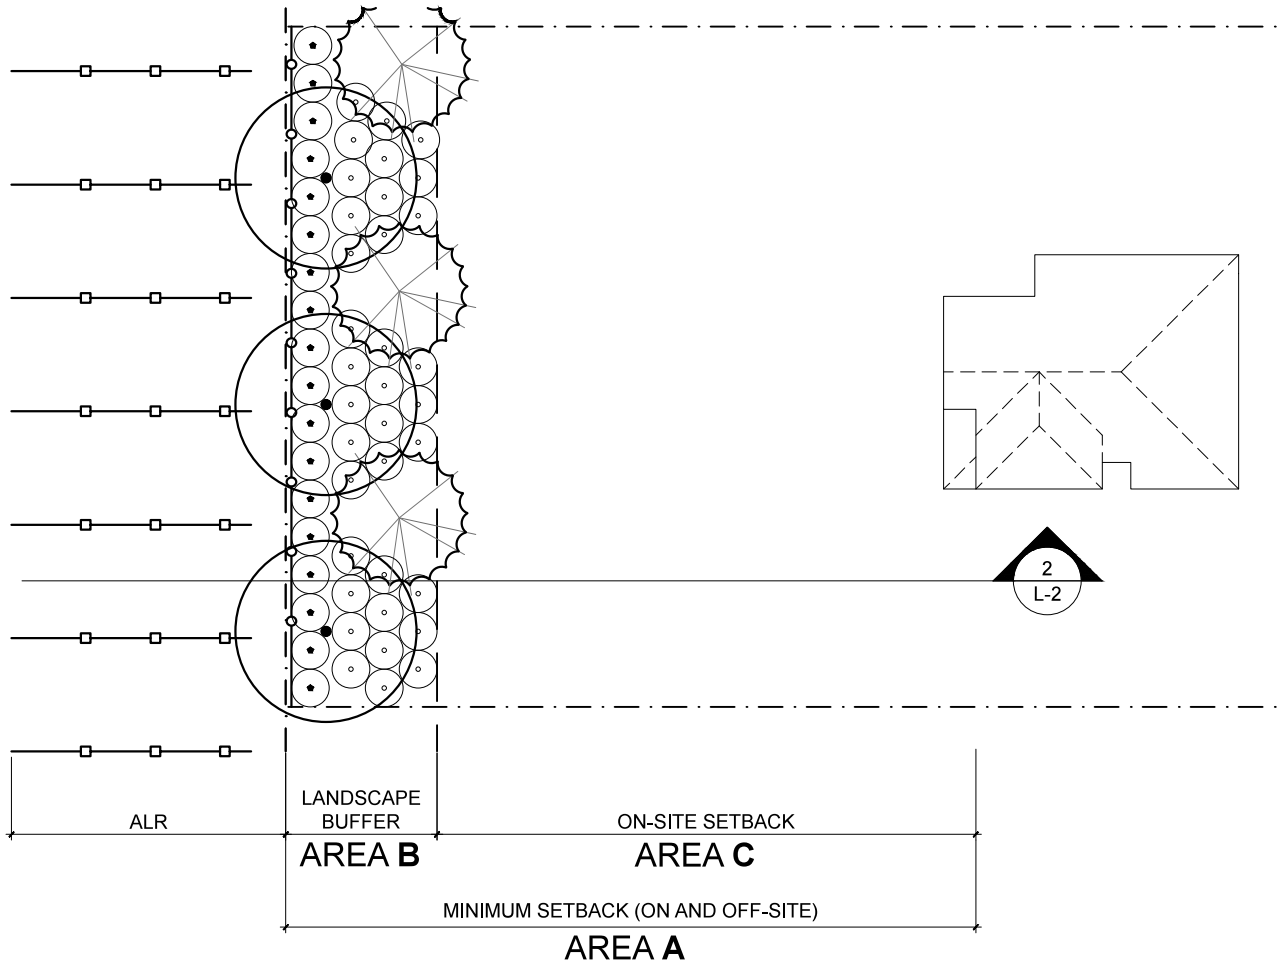 2
L-2
ALR
LANDSCAPE
BUFFER
ON-SITE SETBACK
AREA B
AREA C
MINIMUM SETBACK (ON AND OFF-SITE)
AREA A